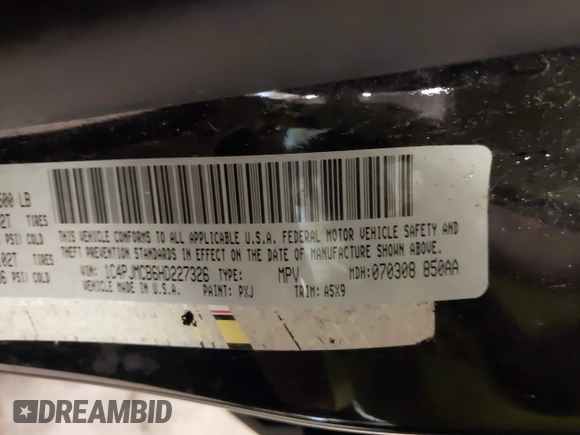 500 LB
02T TIRES
PSI/ COLD
.02T TIRES
6 PSI/ COLD
THIS VEHICLE CONFORMS TO ALL APPLICABLE U.S.A. FEDERAL MOTOR VEHICLE SAFETY AND
THEFT PREVENTION STANDARDS IN EFFECT ON THE DATE OF MANUFACTURE SHOWN ABOVE.
VIN: 1C4PJMCB6HD227326 TYPE: MPV MDH:070308 850AA
VEHICLE MADE IN U.S.A. PAINT: PXJ TRIM: A5X9
DREAMBID